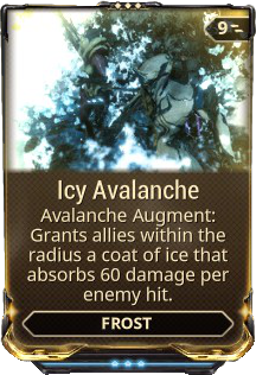 9
Icy Avalanche
Avalanche Augment:
Grants allies within the
radius a coat of ice that
absorbs 60 damage per
enemy hit.
FROST